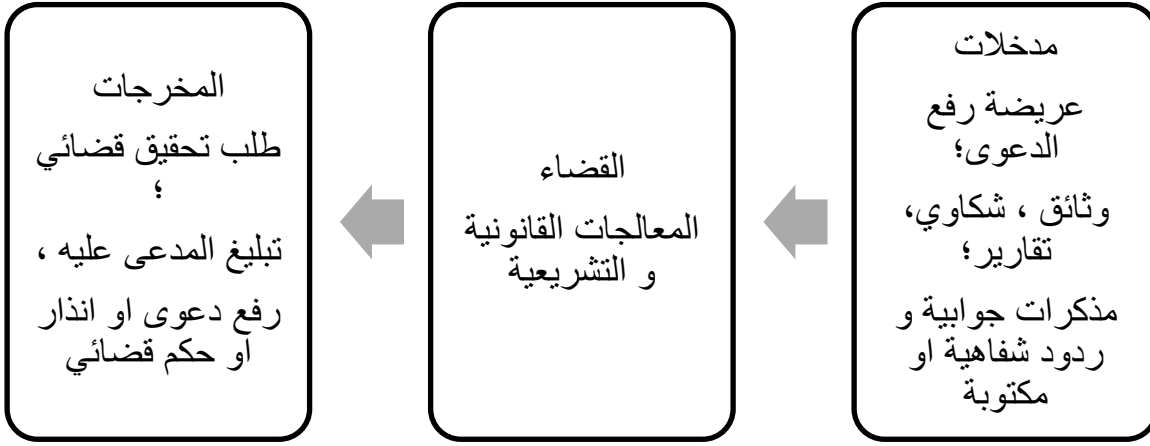 مدخلات
عريضة رفع
الدعوى؛
وثائق ، شكاوي،
تقارير؛
مذكرات جوابية و
ردود شفاهية او
مكتوبة
القضاء
المعالجات القانونية
و التشريعية
المخرجات
طلب تحقيق قضائي
؛
تبليغ المدعى عليه ،
رفع دعوى او انذار
او حكم قضائي